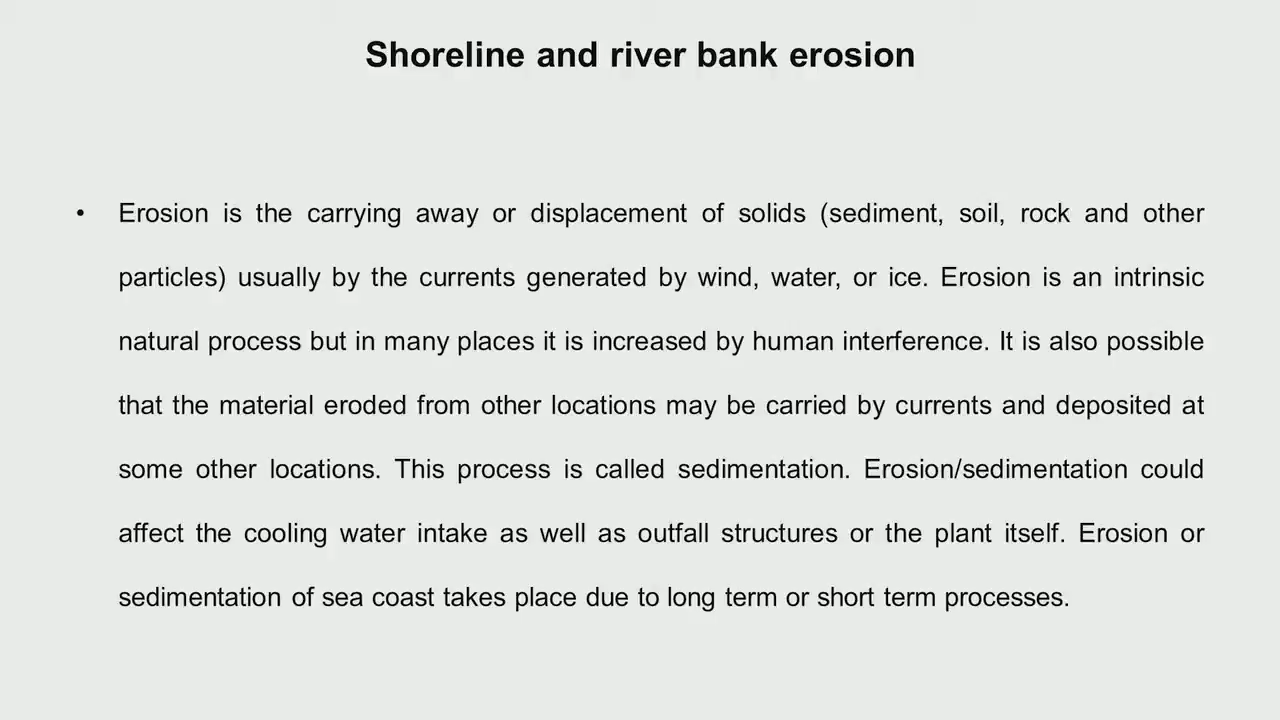 Shoreline and river bank erosion
• Erosion is the carrying away or displacement of solids (sediment, soil, rock and other
particles) usually by the currents generated by wind, water, or ice. Erosion is an intrinsic
natural process but in many places it is increased by human interference. It is also possible
that the material eroded from other locations may be carried by currents and deposited at
some other locations. This process is called sedimentation. Erosion/sedimentation could
affect the cooling water intake as well as outfall structures or the plant itself. Erosion or
sedimentation of sea coast takes place due to long term or short term processes.